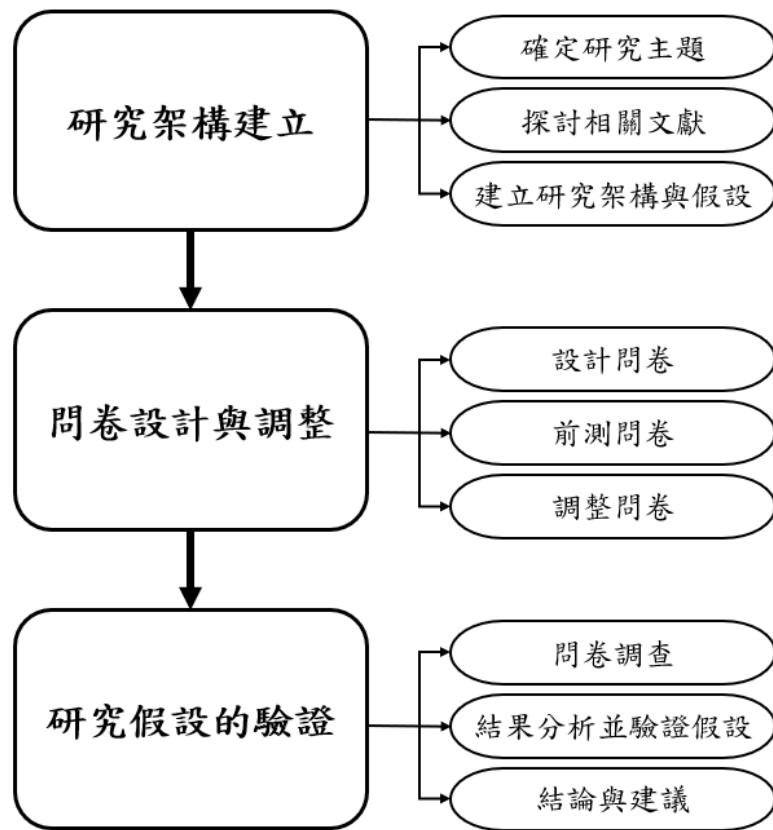 研究架構建立
確定研究主題
探討相關文獻
建立研究架構與假設
問卷設計與調整
設計問卷
前測問卷
調整問卷
研究假設的驗證
問卷調查
結果分析並驗證假設
結論與建議